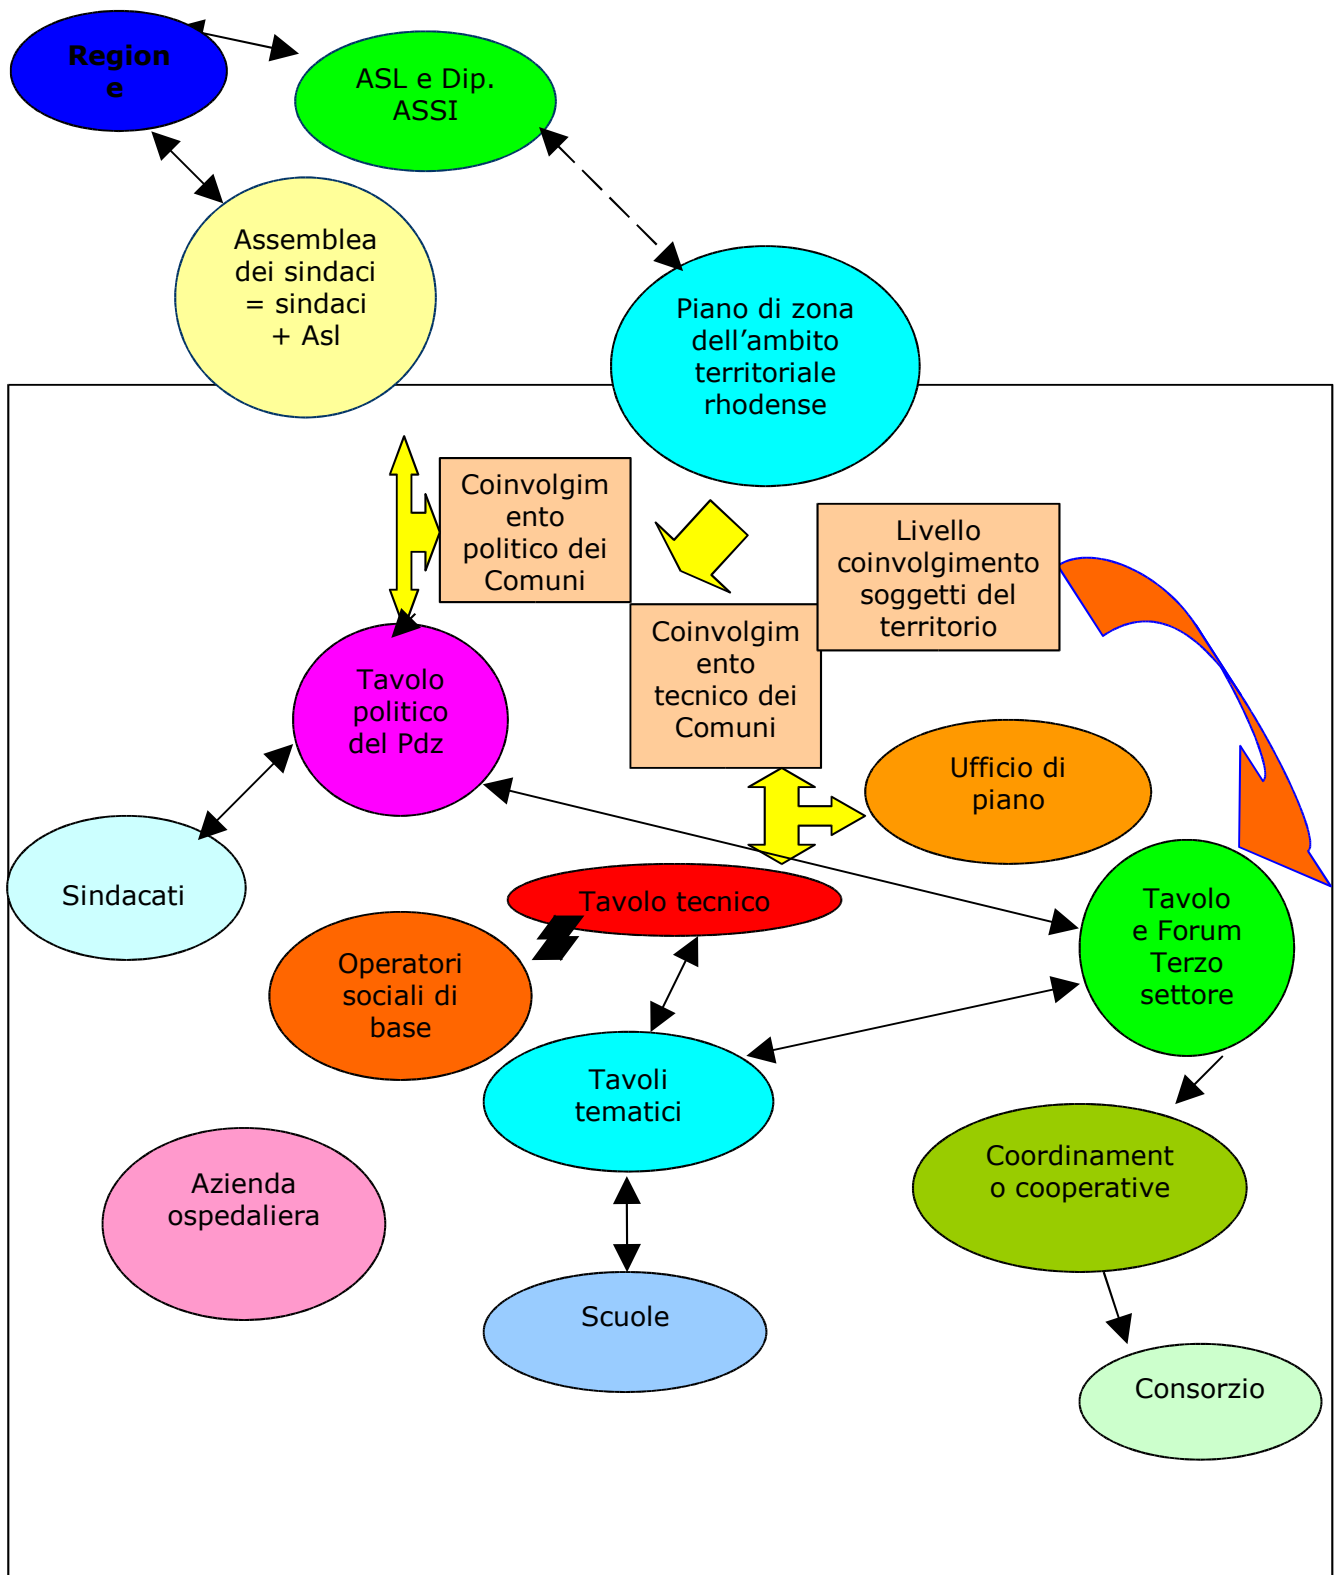 Region
e
ASL e Dip.
ASSI
Assemblea
dei sindaci
= sindaci
+ Asl
Piano di zona
dell’ambito
territoriale
rhodense
Coinvolgim
ento
politico dei
Comuni
Livello
coinvolgimento
soggetti del
territorio
Coinvolgim
ento
tecnico dei
Comuni
Tavolo
politico
del Pdz
Ufficio di
piano
Sindacati
Tavolo tecnico
Tavolo
e Forum
Terzo
settore
Operatori
sociali di
base
Tavoli
tematici
Coordinament
o cooperative
Azienda
ospedaliera
Scuole
Consorzio